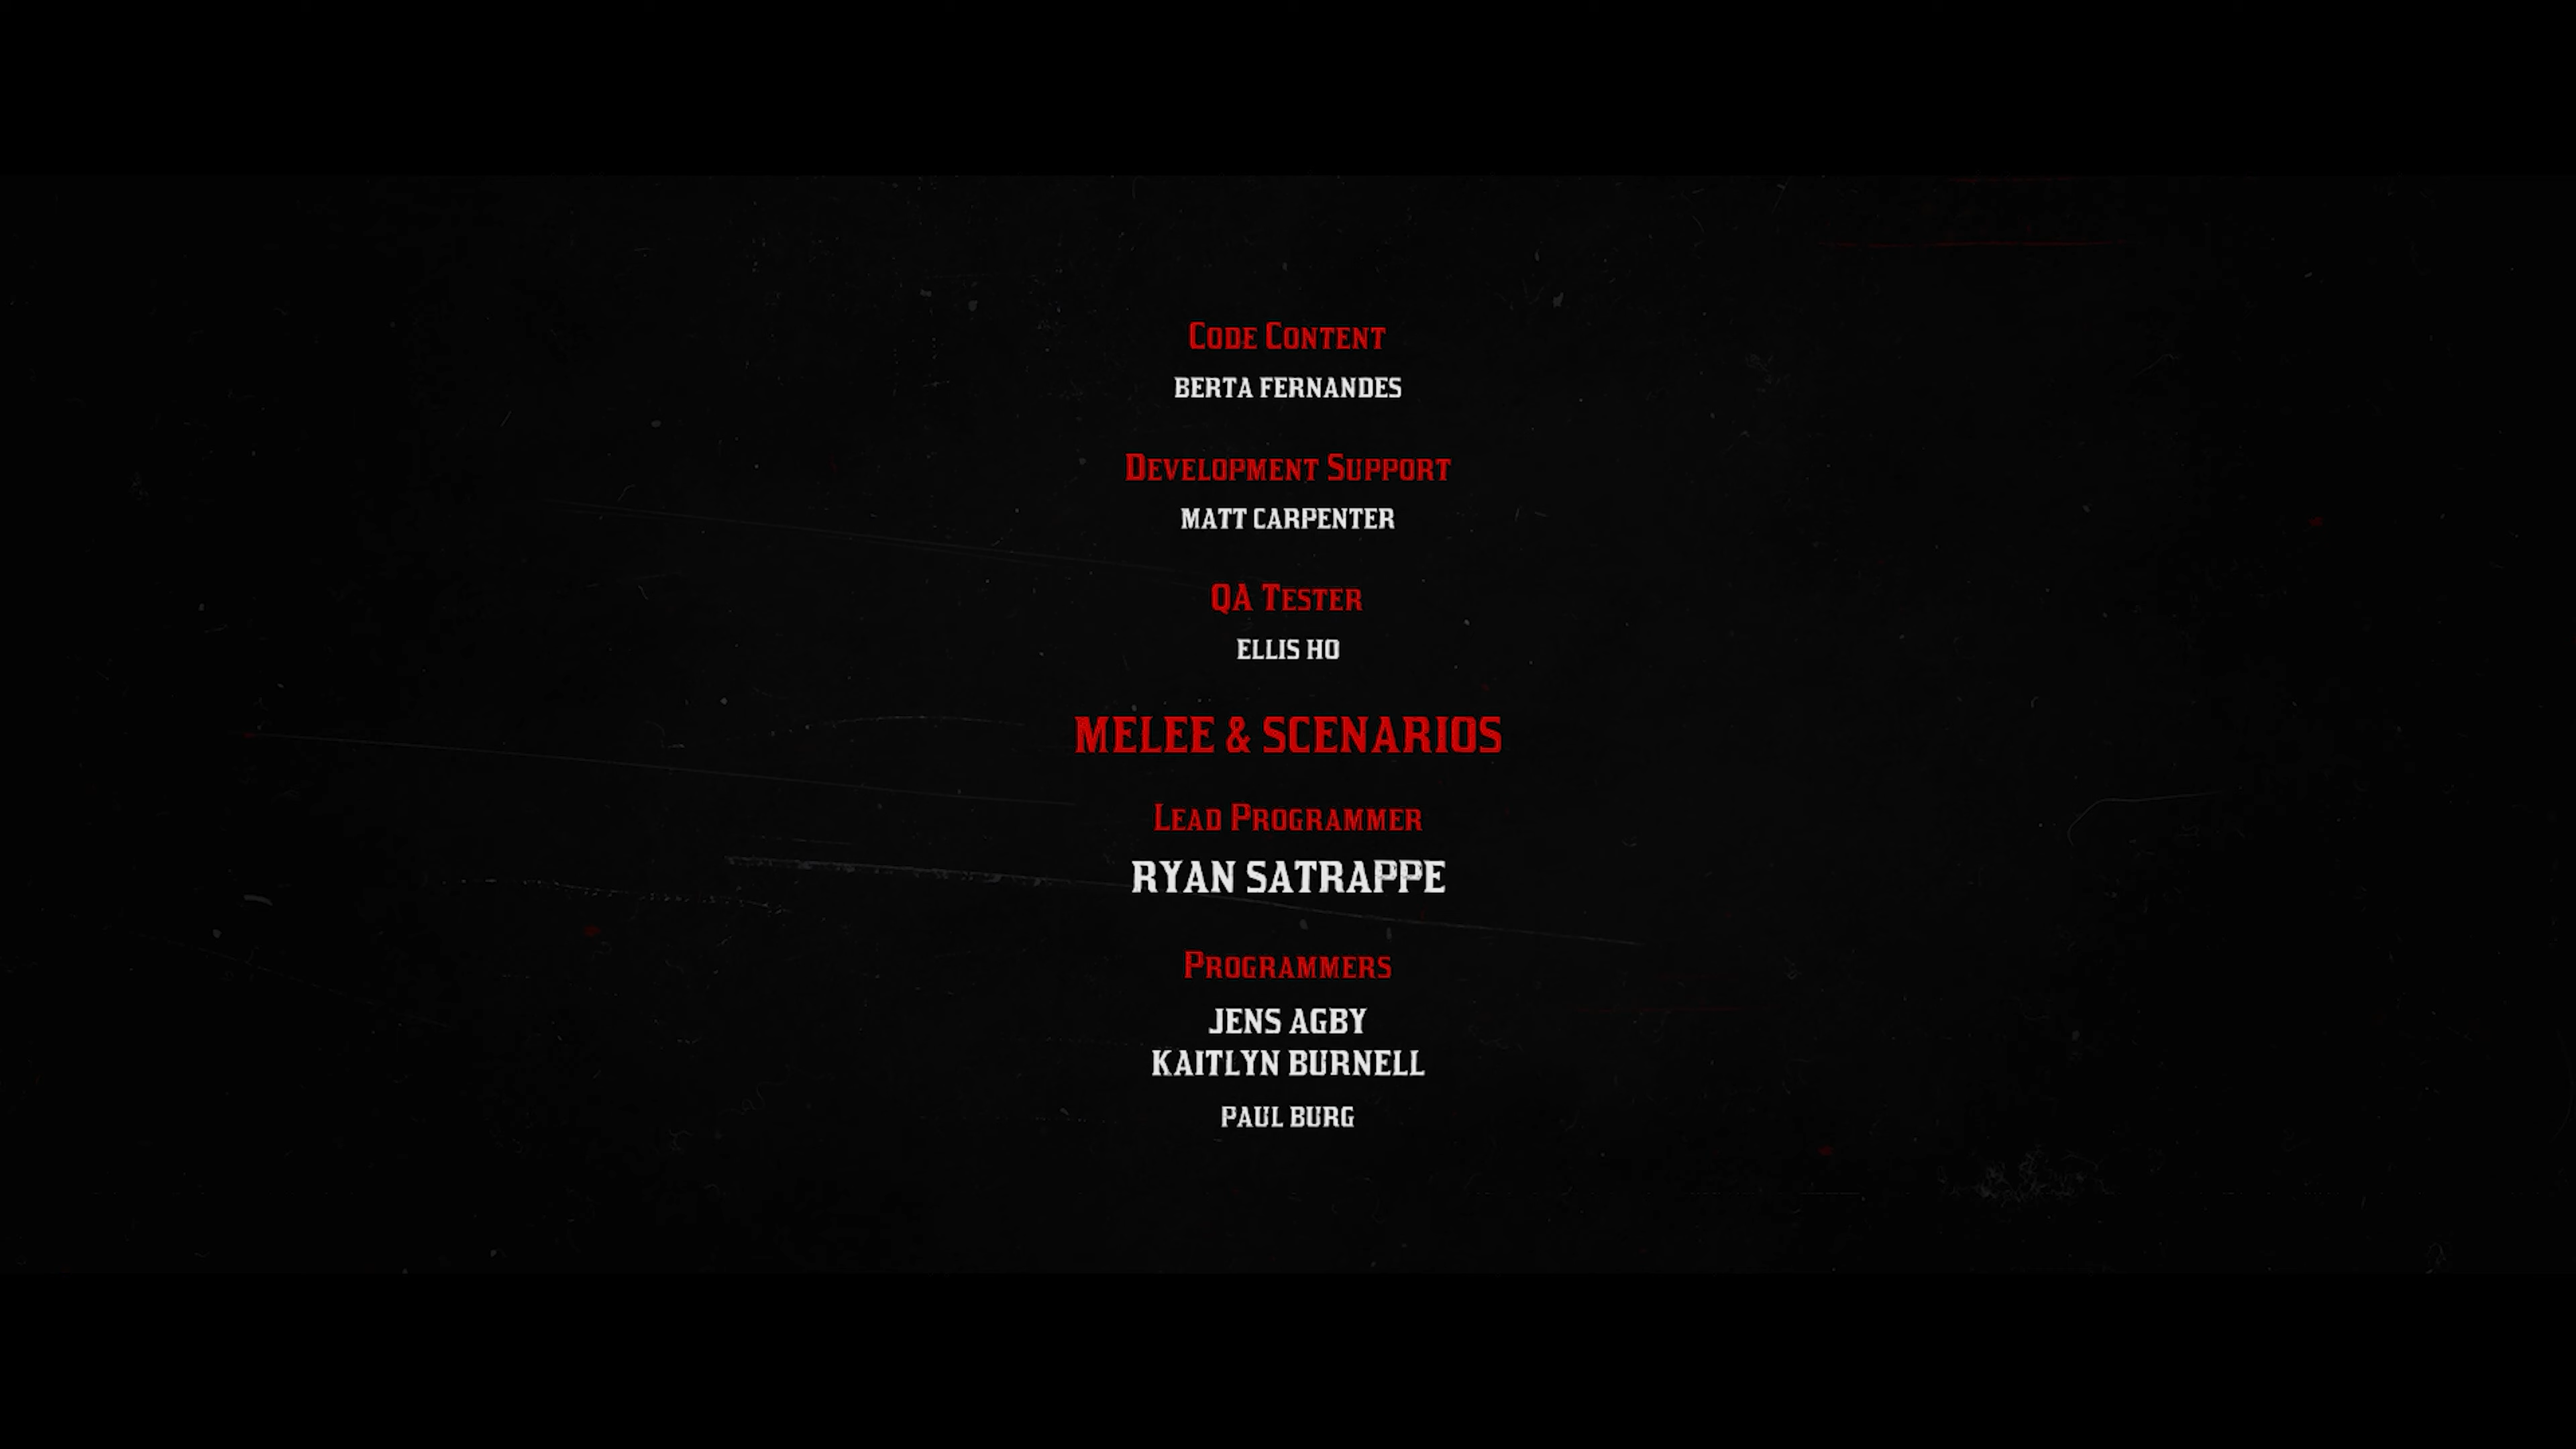 Code Content
BERTA FERNANDES
Development Support
MATT CARPENTER
QA Tester
ELLIS HO
MELEE & SCENARIOS
Lead Programmer
RYAN SATRAPPE
Programmers
JENS AGBY
KAITLYN BURNELL
PAUL BURG